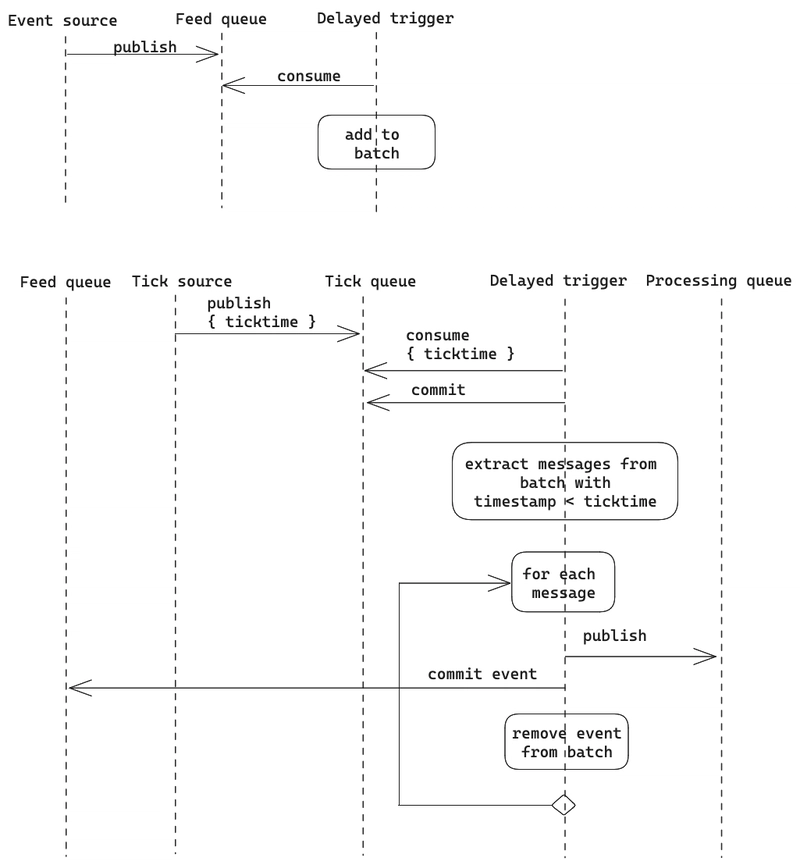 Event source
Feed queue
Delayed trigger
publish
consume
add to
batch
Feed queue
Tick source
Tick queue
Delayed trigger
Processing queue
publish
{ ticktime }
consume
{ ticktime }
commit
extract messages from
batch with
timestamp < ticktime
for each
message
publish
commit event
remove event
from batch